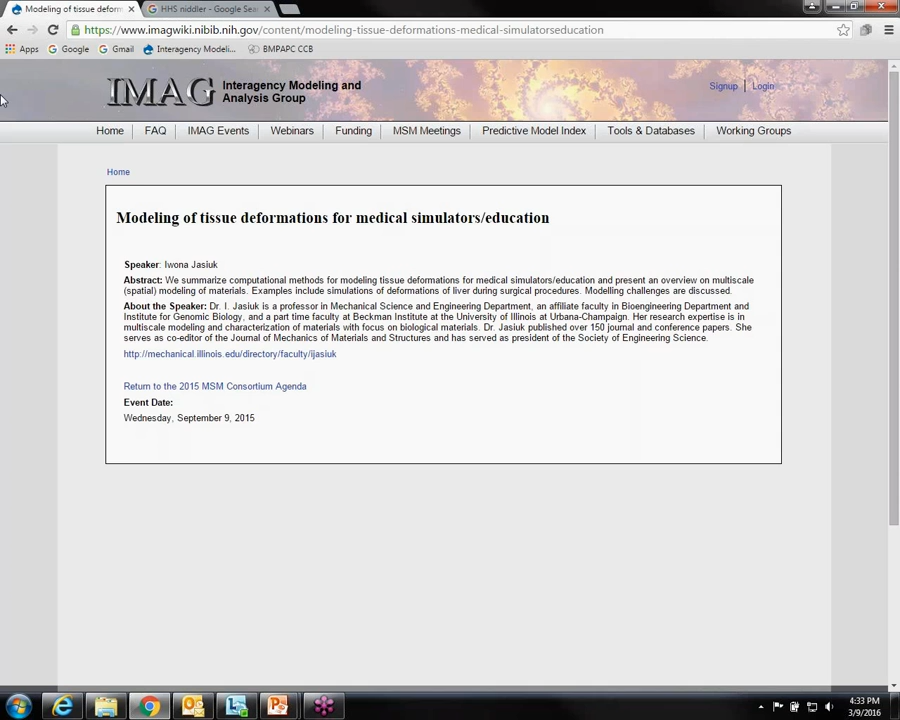 Modeling of tissue deform
HHS niddler - Google Sea
https://www.imagwiki.nibib.nih.gov/content/modeling-tissue-deformations-medical-simulatorseducation
Apps Google Gmail Interagency Modeli... BMPAPC CCB
IMAG Interagency Modeling and
Analysis Group
Signup | Login
Home FAQ IMAG Events Webinars Funding MSM Meetings Predictive Model Index Tools & Databases Working Groups
Home
Modeling of tissue deformations for medical simulators/education
Speaker: Iwona Jasiuk
Abstract: We summarize computational methods for modeling tissue deformations for medical simulators/education and present an overview on multiscale
(spatial) modeling of materials. Examples include simulations of deformations of liver during surgical procedures. Modelling challenges are discussed.
About the Speaker: Dr. I. Jasiuk is a professor in Mechanical Science and Engineering Department, an affiliate faculty in Bioengineering Department and
Institute for Genomic Biology, and a part time faculty at Beckman Institute at the University of Illinois at Urbana-Champaign. Her research expertise is in
multiscale modeling and characterization of materials with focus on biological materials. Dr. Jasiuk published over 150 journal and conference papers. She
serves as co-editor of the Journal of Mechanics of Materials and Structures and has served as president of the Society of Engineering Science.
http://mechanical.illinois.edu/directory/faculty/ijasiuk
Return to the 2015 MSM Consortium Agenda
Event Date:
Wednesday, September 9, 2015
4:33 PM
3/9/2016